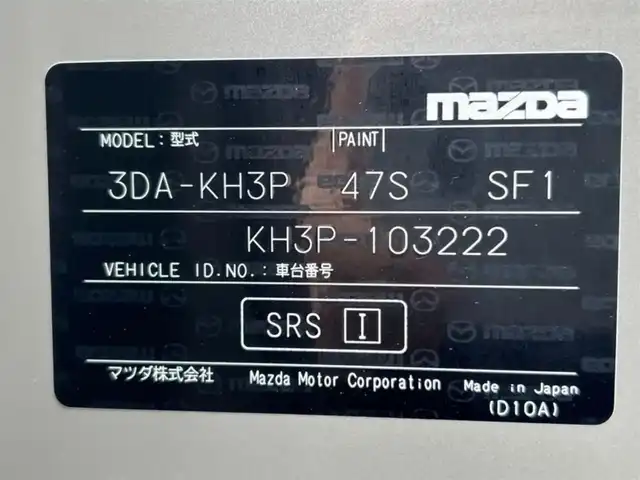 mazda
MODEL: 型式 |PAINT|
3DA-KH3P 47S SF1
KH3P-103222
VEHICLE ID.NO.: 車台番号
SRS I
マツダ株式会社 Mazda Motor Corporation Made in Japan
(D10A)